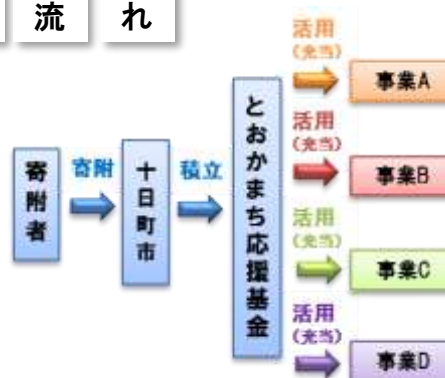 流れ
寄附者
寄附
十日町市
積立
とおかまち応援基金
活用
(充当)
事業A
活用
(充当)
事業B
活用
(充当)
事業C
活用
(充当)
事業D